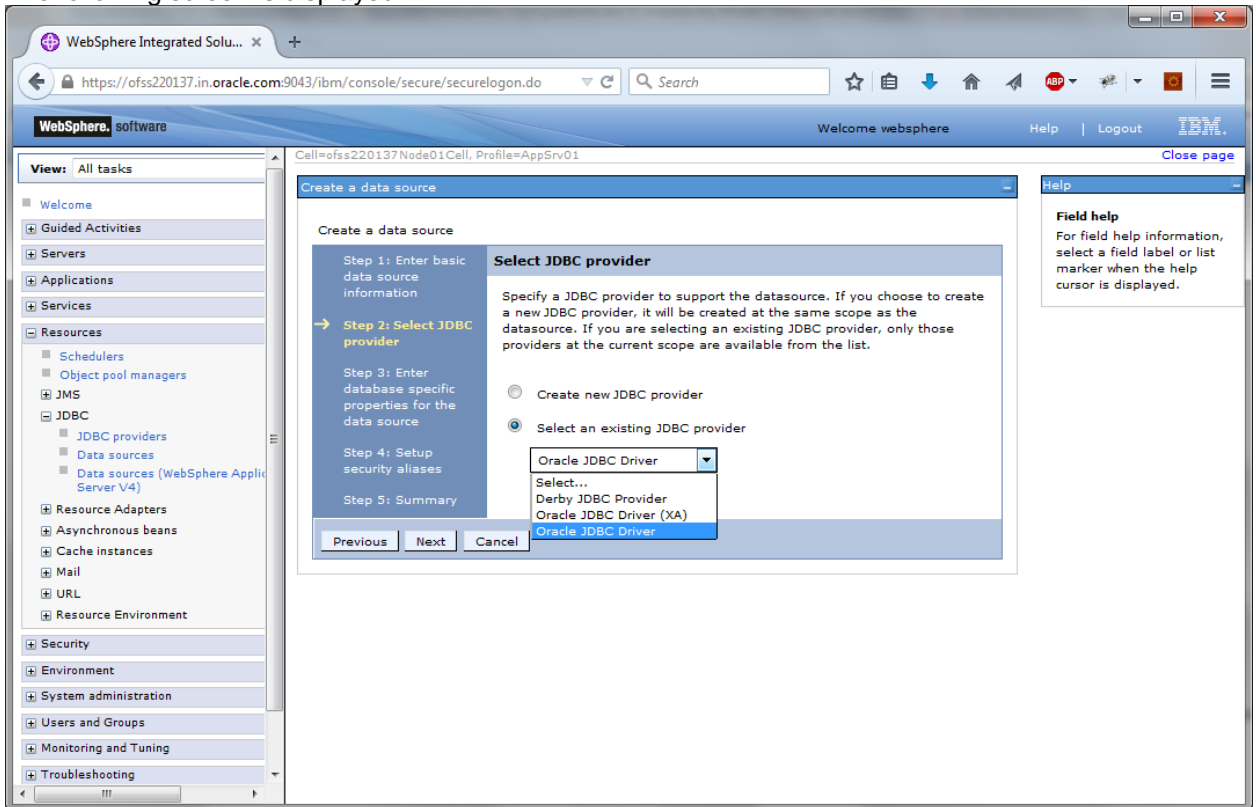 WebSphere Integrated Solu...
https://ofss220137.in.oracle.com:9043/ibm/console/secure/securelogon.do
Search
ABP
WebSphere. software
Welcome websphere
Help | Logout
IBM.
View: All tasks
Welcome
Guided Activities
Servers
Applications
Services
Resources
Schedulers
Object pool managers
JMS
JDBC
JDBC providers
Data sources
Data sources (WebSphere Applic
Server V4)
Resource Adapters
Asynchronous beans
Cache instances
Mail
URL
Resource Environment
Security
Environment
System administration
Users and Groups
Monitoring and Tuning
Troubleshooting
Cell=ofss220137Node01Cell, Profile=AppSrv01
Close page
Create a data source
Create a data source
Step 1: Enter basic
data source
information
Step 2: Select JDBC
provider
Step 3: Enter
database specific
properties for the
data source
Step 4: Setup
security aliases
Step 5: Summary
Select JDBC provider
Specify a JDBC provider to support the datasource. If you choose to create
a new JDBC provider, it will be created at the same scope as the
datasource. If you are selecting an existing JDBC provider, only those
providers at the current scope are available from the list.
Create new JDBC provider
Select an existing JDBC provider
Oracle JDBC Driver
Select...
Derby JDBC Provider
Oracle JDBC Driver (XA)
Oracle JDBC Driver
Previous Next Cancel
Help
Field help
For field help information,
select a field label or list
marker when the help
cursor is displayed.